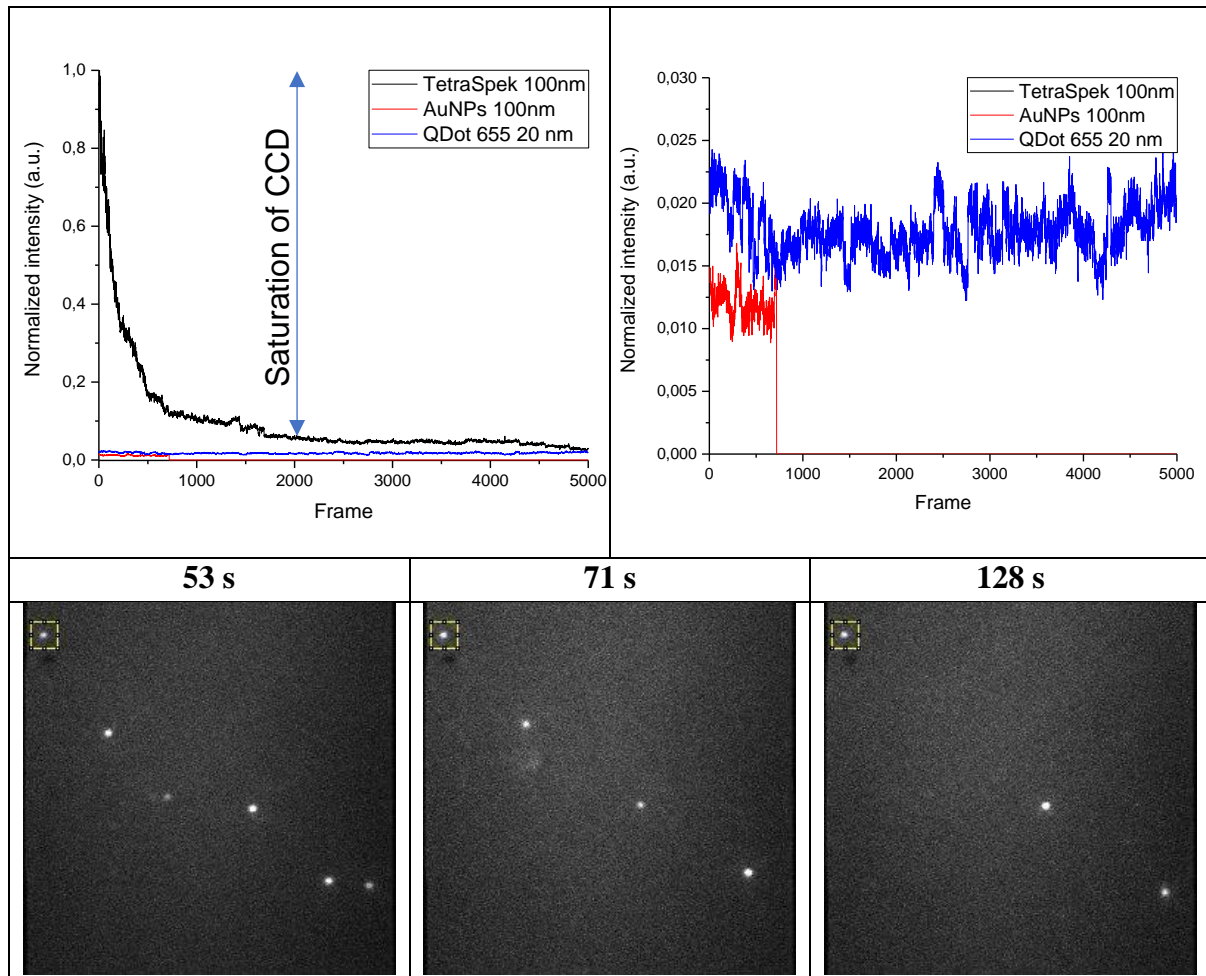 1,0
0,8
0,6
0,4
0,2
0,0
Normalized intensity (a.u.)
0
1000
2000
3000
4000
5000
Frame
TetraSpek 100nm
AuNPs 100nm
QDot 655 20 nm
Saturation of CCD
0,030
0,025
0,020
0,015
0,010
0,005
0,000
Normalized intensity (a.u.)
0
1000
2000
3000
4000
5000
Frame
TetraSpek 100nm
AuNPs 100nm
QDot 655 20 nm
53 s
71 s
128 s